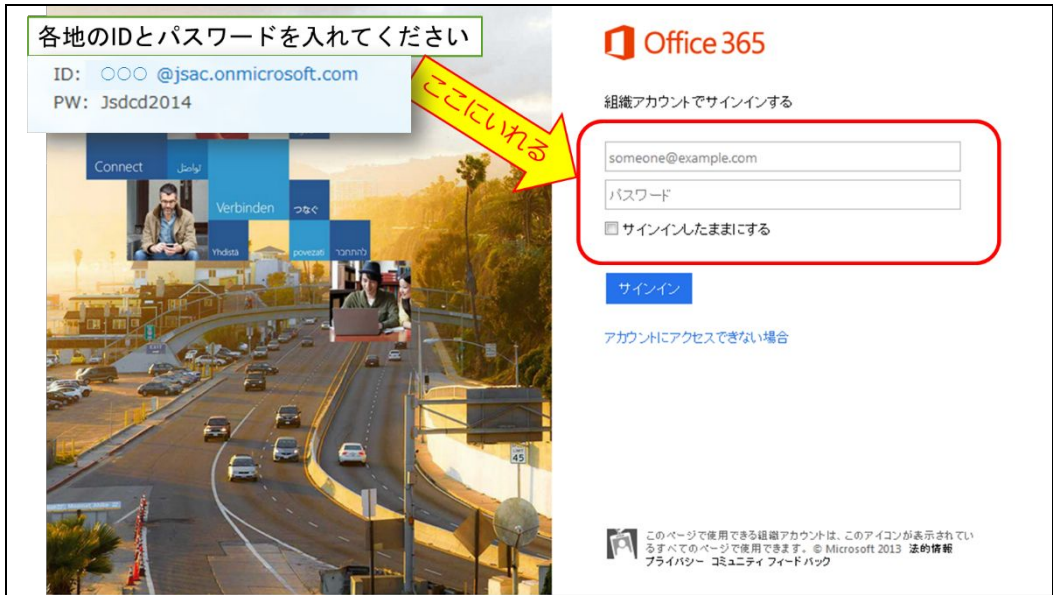 各地のIDとパスワードを入れてください
ID: ○○○ @jsac.onmicrosoft.com
PW: Jsdcd2014
ここにいれる
Connect
تواصل
Verbinden
つなぐ
Yhdistä
povezati
להתחבר
45
Office 365
組織アカウントでサインインする
someone@example.com
パスワード
サインインしたままにする
サインイン
アカウントにアクセスできない場合
このページで使用できる組織アカウントは、このアイコンが表示されてい
るすべてのページで使用できます。© Microsoft 2013 法的情報
プライバシー コミュニティ フィードバック